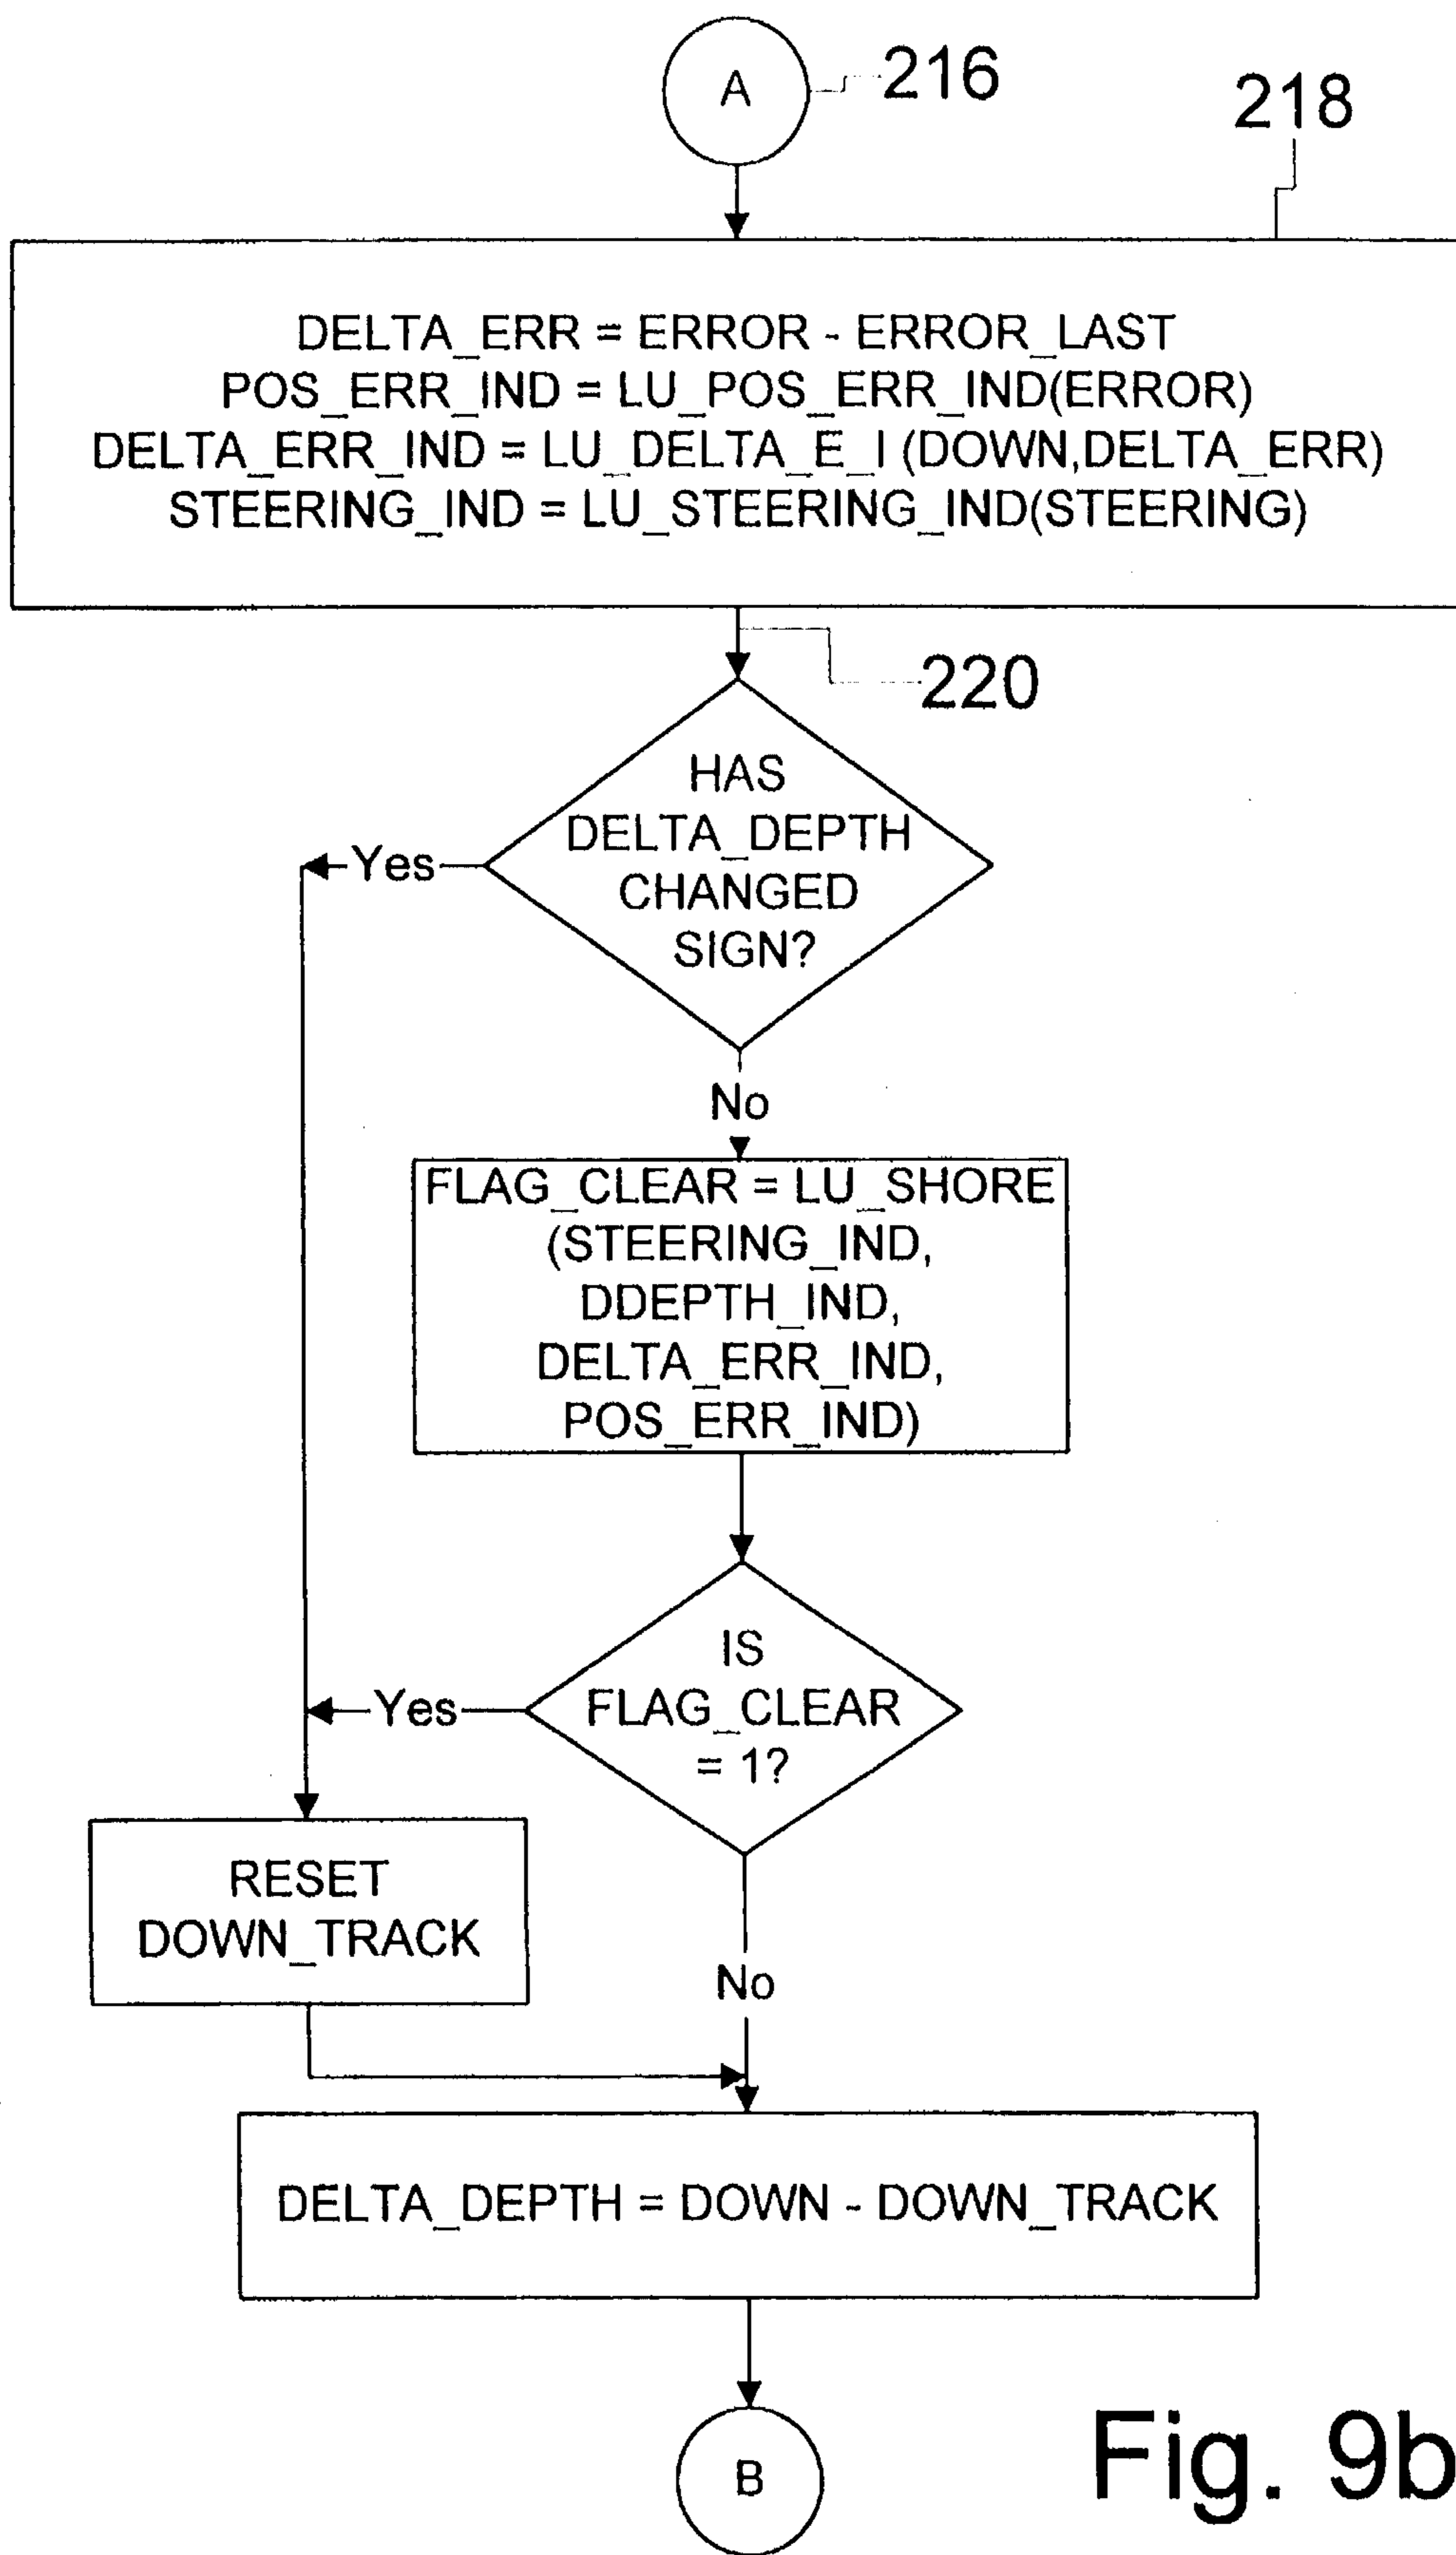 A
216
218
DELTA_ERR = ERROR - ERROR_LAST
POS_ERR_IND = LU_POS_ERR_IND(ERROR)
DELTA_ERR_IND = LU_DELTA_E_I (DOWN,DELTA_ERR)
STEERING_IND = LU_STEERING_IND(STEERING)
220
HAS
DELTA_DEPTH
CHANGED
SIGN?
Yes
No
FLAG_CLEAR = LU_SHORE
(STEERING_IND,
DDEPTH_IND,
DELTA_ERR_IND,
POS_ERR_IND)
IS
FLAG_CLEAR
= 1?
Yes
RESET
DOWN_TRACK
No
DELTA_DEPTH = DOWN - DOWN_TRACK
B
Fig. 9b